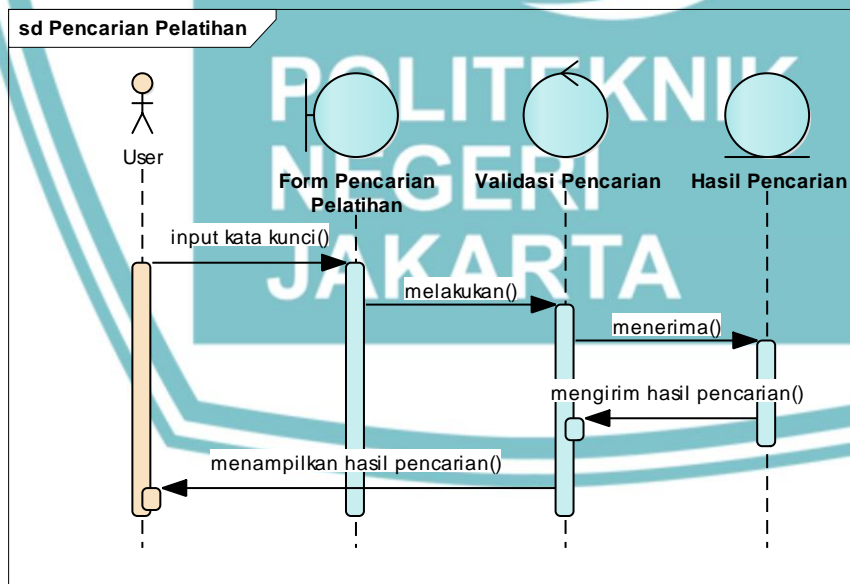 sd Pencarian Pelatihan
POLITEKNIK
NEGERI
JAKARTA
User
Form Pencarian
Pelatihan
Validasi Pencarian
Hasil Pencarian
input kata kunci()
melakukan()
menerima()
mengirim hasil pencarian()
menampilkan hasil pencarian()